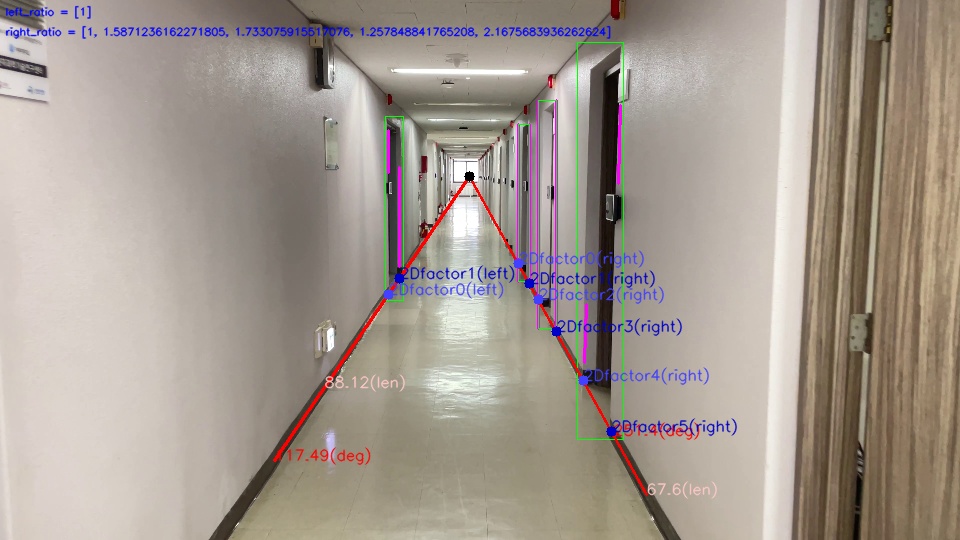 left_ratio = [1]
right_ratio = [1, 1.5871236162271805, 1.733075915517076, 1.257848841765208, 2.1675683936262624]
2Dfactor0(right)
2Dfactor1(left)
2Dfactor1(right)
2Dfactor0(left)
2Dfactor2(right)
2Dfactor3(right)
2Dfactor4(right)
88.12(len)
2Dfactor5(right)
17.49(deg)
67.6(len)